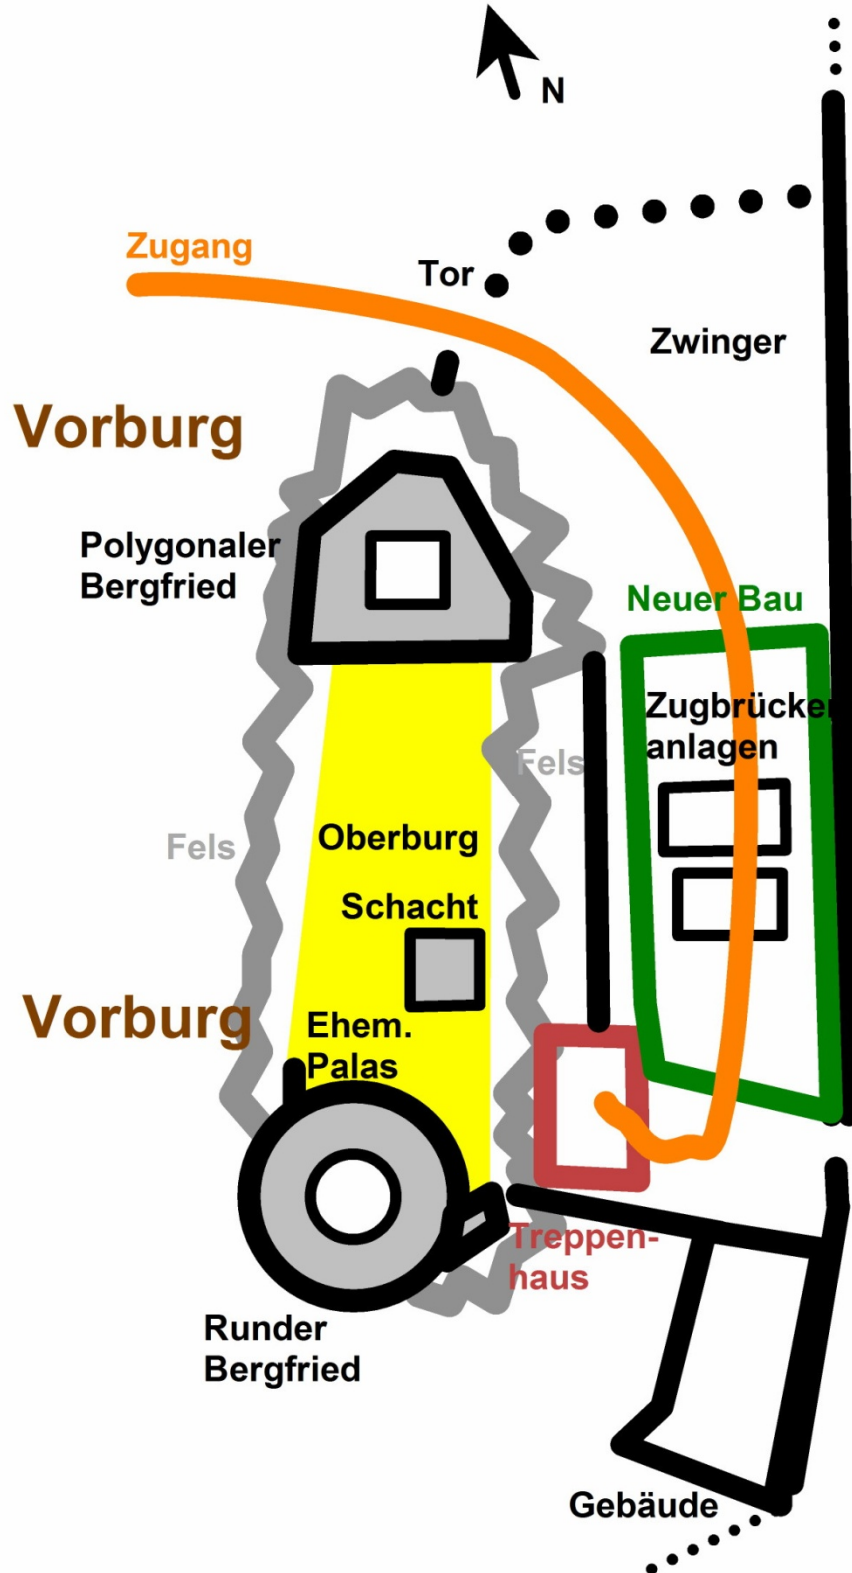 N
Zugang
Tor
Zwinger
Vorburg
Polygonaler
Bergfried
Neuer Bau
Zugbrücken
anlagen
Fels
Fels
Oberburg
Schacht
Vorburg
Ehem.
Palas
Treppen-
haus
Runder
Bergfried
Gebäude